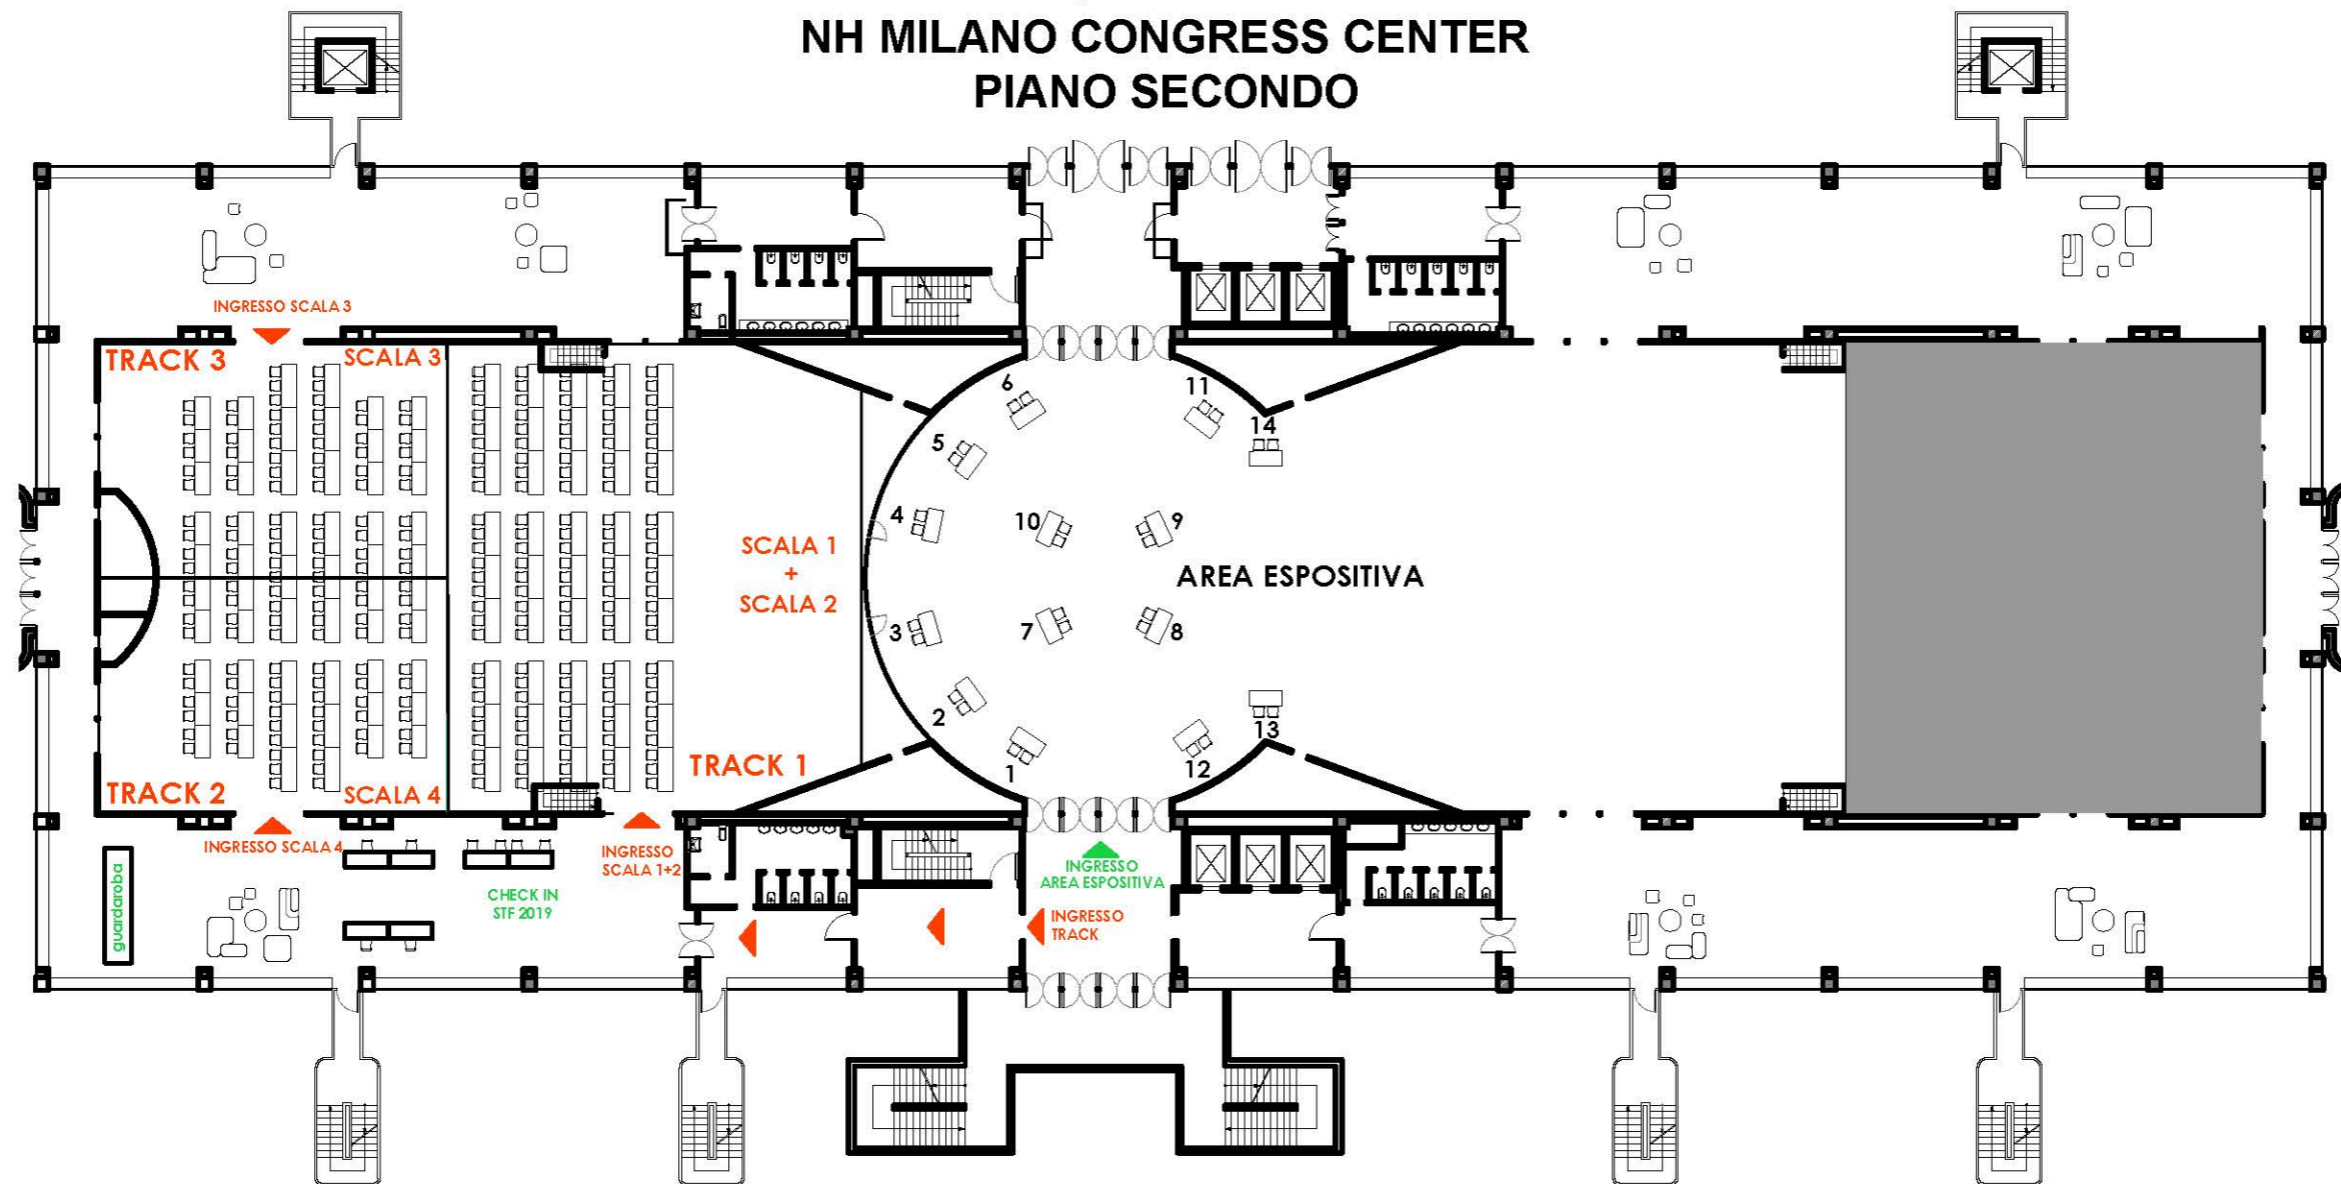 NH MILANO CONGRESS CENTER
PIANO SECONDO
INGRESSO SCALA 3
TRACK 3
SCALA 3
6
11
5
14
4
10
9
SCALA 1
+
SCALA 2
AREA ESPOSITIVA
3
7
8
2
13
1
12
TRACK 1
TRACK 2
SCALA 4
INGRESSO SCALA 4
INGRESSO
SCALA 1+2
INGRESSO
AREA ESPOSITIVA
guardaroba
CHECK IN
STF 2019
INGRESSO
TRACK